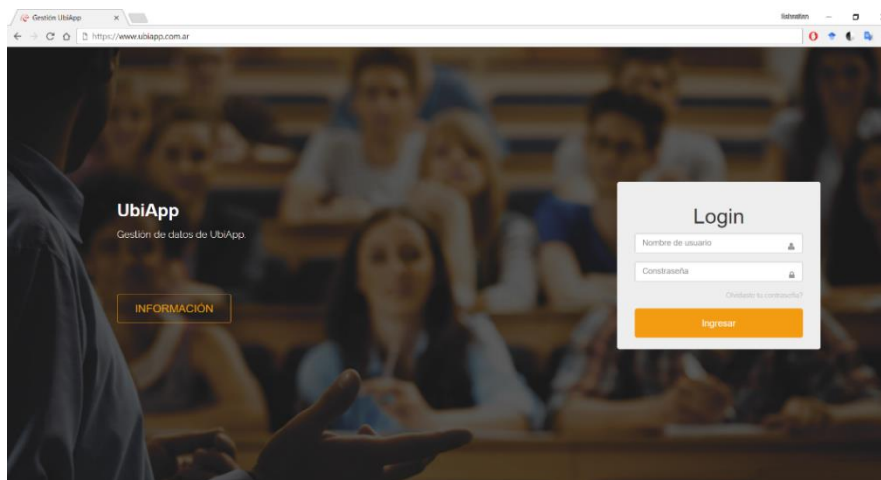 Gestión UbiApp
https://www.ubiapp.com.ar
UbiApp
Gestión de datos de UbiApp.
INFORMACIÓN
Login
Nombre de usuario
Constraseña
Olvidaste tu contraseña?
Ingresar